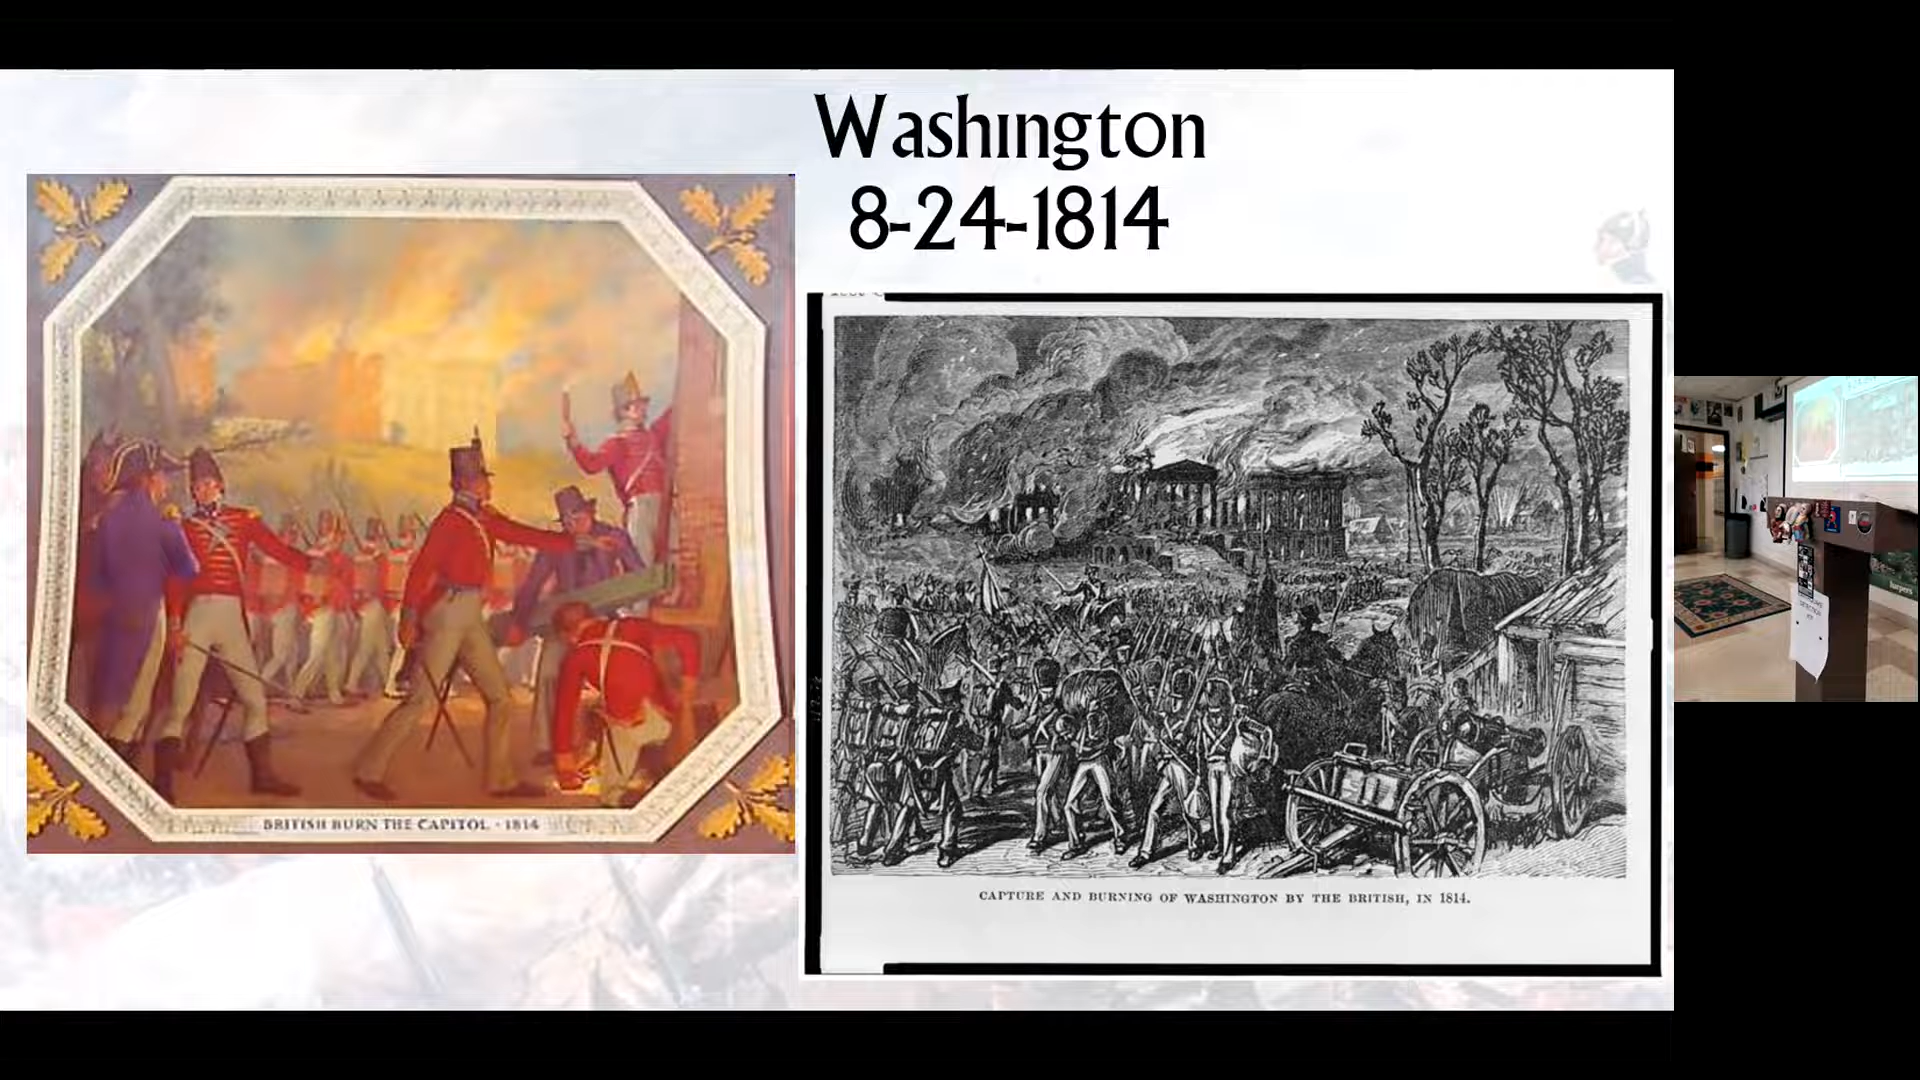 Washington
8-24-1814
BRITISH BURN THE CAPITOL · 1814
CAPTURE AND BURNING OF WASHINGTON BY THE BRITISH, IN 1814.